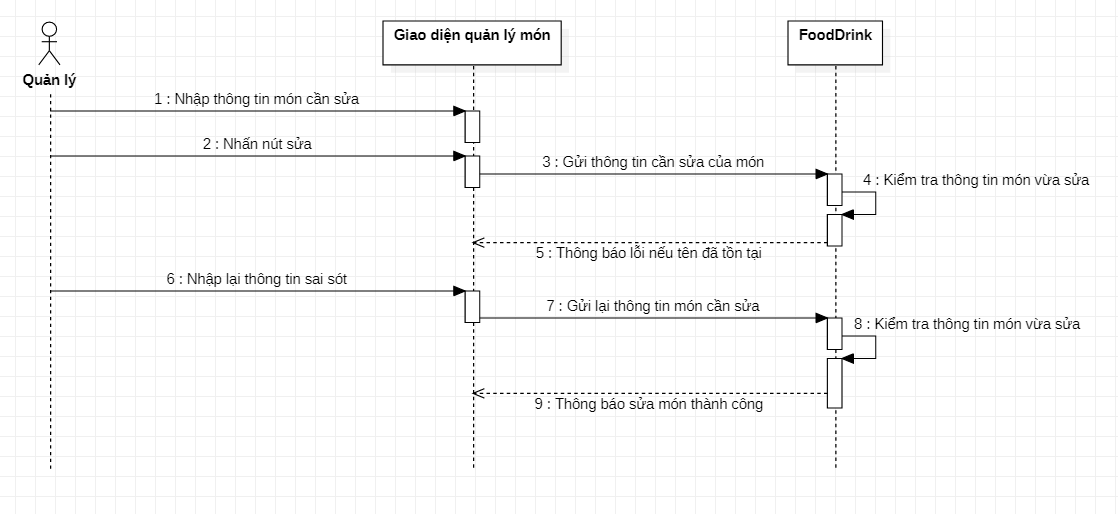 Quản lý
Giao diện quản lý món
FoodDrink
1 : Nhập thông tin món cần sửa
2 : Nhấn nút sửa
3 : Gửi thông tin cần sửa của món
4 : Kiểm tra thông tin món vừa sửa
5 : Thông báo lỗi nếu tên đã tồn tại
6 : Nhập lại thông tin sai sót
7 : Gửi lại thông tin món cần sửa
8 : Kiểm tra thông tin món vừa sửa
9 : Thông báo sửa món thành công